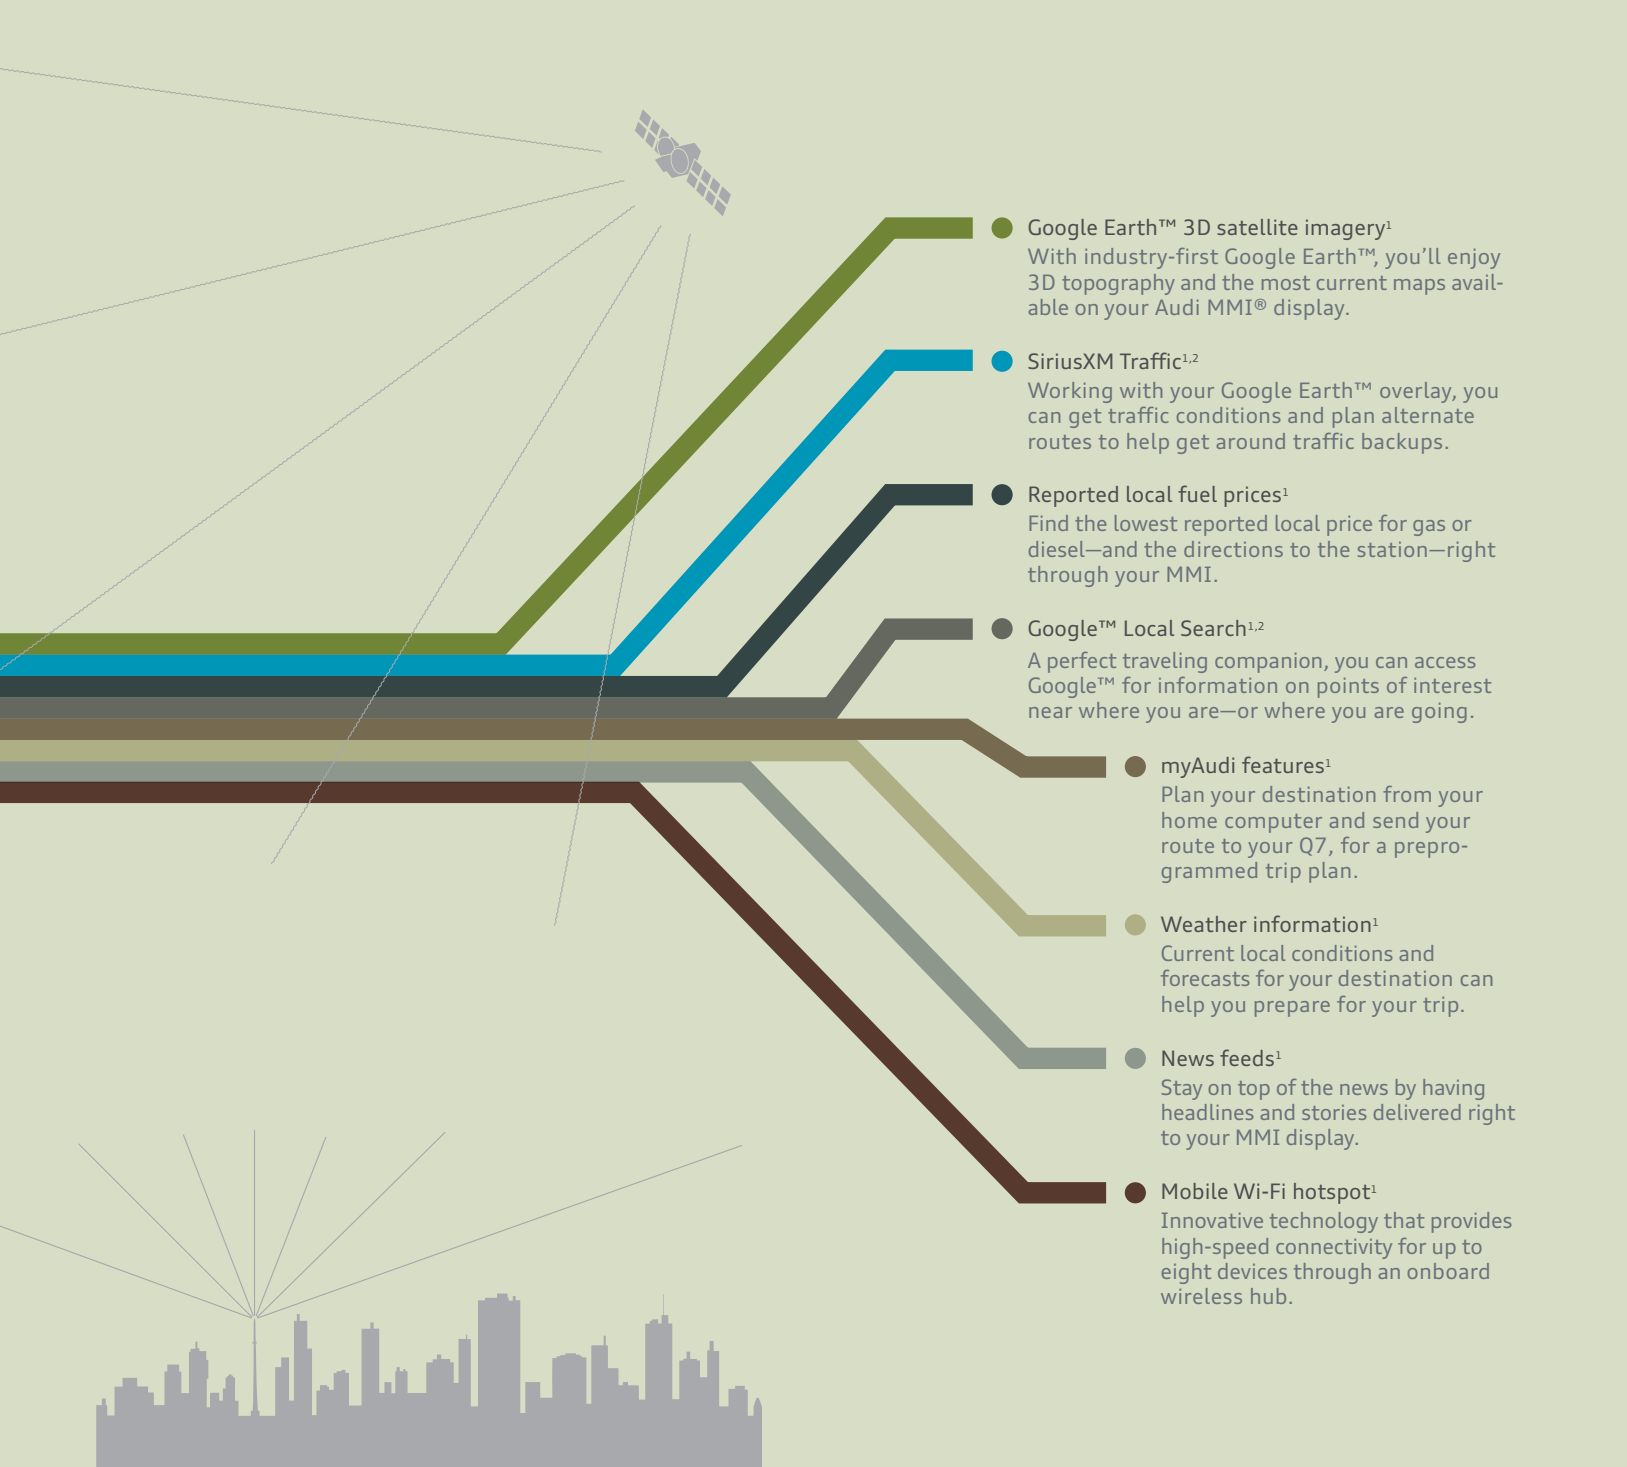 Google Earth™ 3D satellite imagery¹
With industry-first Google Earth™, you’ll enjoy
3D topography and the most current maps avail-
able on your Audi MMI® display.
SiriusXM Traffic¹,²
Working with your Google Earth™ overlay, you
can get traffic conditions and plan alternate
routes to help get around traffic backups.
Reported local fuel prices¹
Find the lowest reported local price for gas or
diesel—and the directions to the station—right
through your MMI.
Google™ Local Search¹,²
A perfect traveling companion, you can access
Google™ for information on points of interest
near where you are—or where you are going.
myAudi features¹
Plan your destination from your
home computer and send your
route to your Q7, for a prepro-
grammed trip plan.
Weather information¹
Current local conditions and
forecasts for your destination can
help you prepare for your trip.
News feeds¹
Stay on top of the news by having
headlines and stories delivered right
to your MMI display.
Mobile Wi-Fi hotspot¹
Innovative technology that provides
high-speed connectivity for up to
eight devices through an onboard
wireless hub.